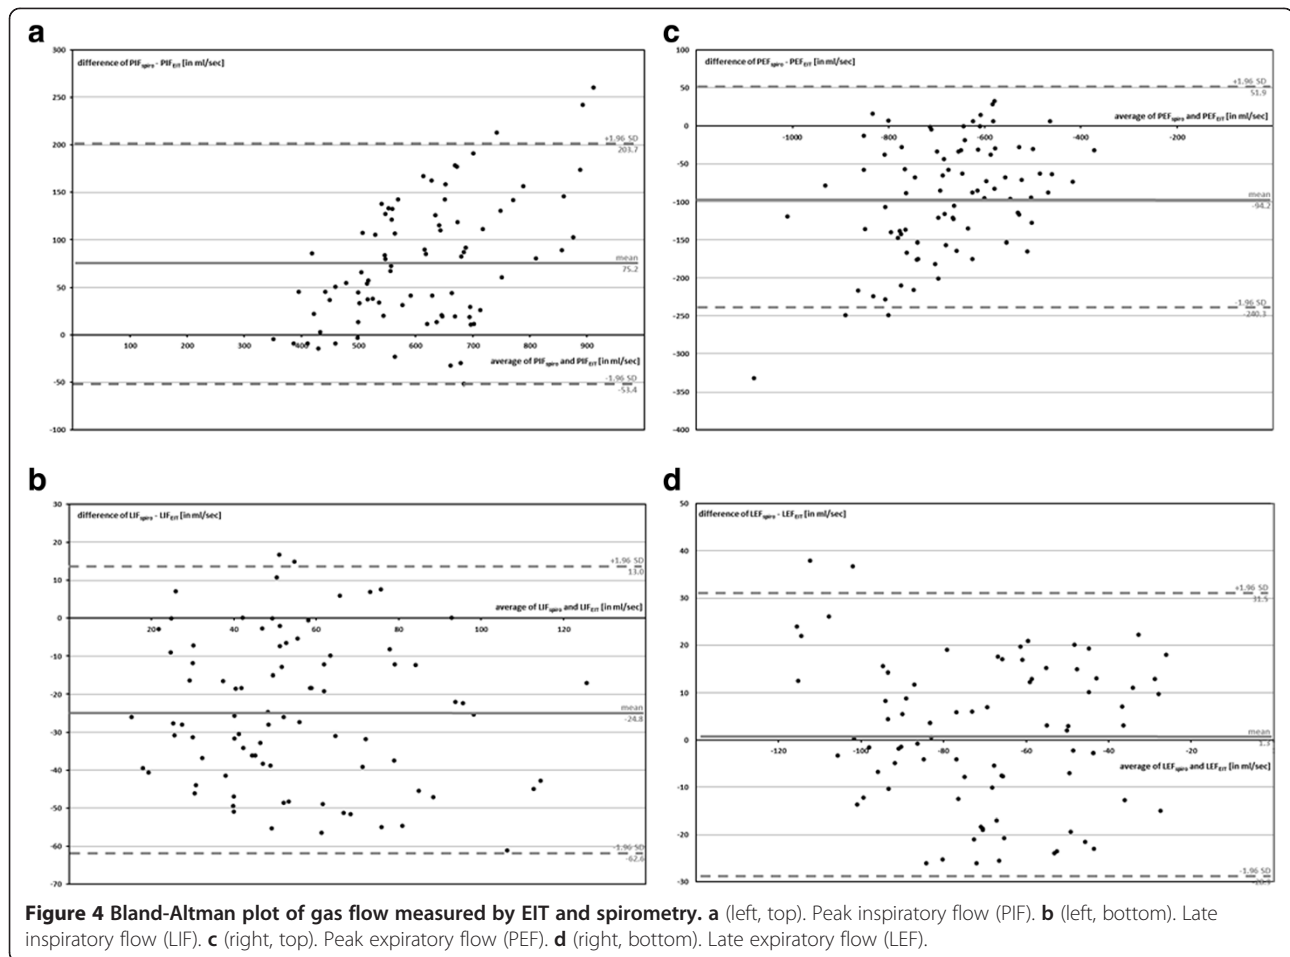 a
300
difference of PIFspiro - PIFEIT [in ml/sec]
250
+1.96 SD
200
203.7
150
100
mean
75.2
50
0
100 200 300 400 500 600 700 800 900
average of PIFspiro and PIFEIT [in ml/sec]
-1.96 SD
-50
-53.4
-100
c
100
difference of PEFspiro - PEFEIT [in ml/sec]
+1.96 SD
50
51.9
average of PEFspiro and PEFEIT [in ml/sec]
0
-1000 -800 -600 -400 -200
-50
mean
-100
-94.2
-150
-200
-1.96 SD
-250
-240.3
-300
-350
-400
b
30
difference of LIFspiro - LIFEIT [in ml/sec]
20
+1.96 SD
13.0
10
average of LIFspiro and LIFEIT [in ml/sec]
0
20 40 60 80 100 120
-10
-20
mean
-24.8
-30
-40
-50
-1.96 SD
-60
-62.6
-70
d
50
difference of LEFspiro - LEFEIT [in ml/sec]
40
+1.96 SD
30
31.5
20
10
mean
0
1.3
-120 -100 -80 -60 -40 -20
average of LEFspiro and LEFEIT [in ml/sec]
-10
-20
-1.96 SD
-30
Figure 4 Bland-Altman plot of gas flow measured by EIT and spirometry. a (left, top). Peak inspiratory flow (PIF). b (left, bottom). Late
inspiratory flow (LIF). c (right, top). Peak expiratory flow (PEF). d (right, bottom). Late expiratory flow (LEF).